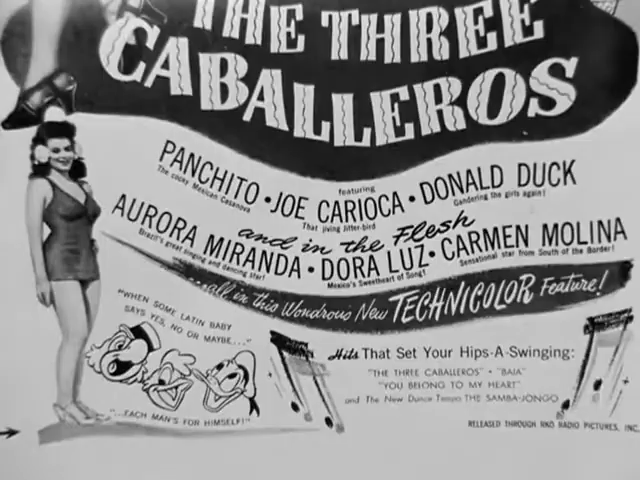 THE THREE
CABALLEROS
featuring
PANCHITO • JOE CARIOCA • DONALD DUCK
The cocky Mexican Casanova
That jiving jitter-bird
Gandering the girls again!
and in the Flesh
AURORA MIRANDA • DORA LUZ • CARMEN MOLINA
Brazil's great singing and dancing star!
Mexico's Sweetheart of Song!
Sensational star from South of the Border!
...all in this Wondrous New TECHNICOLOR Feature!
"WHEN SOME LATIN BABY
SAYS YES, NO OR MAYBE..."
"...EACH MAN'S FOR HIMSELF!"
Hits That Set Your Hips-A-Swinging:
"THE THREE CABALLEROS" • "BAIA"
"YOU BELONG TO MY HEART"
and The New Dance Tempo THE SAMBA-JONGO
RELEASED THROUGH RKO RADIO PICTURES, INC.